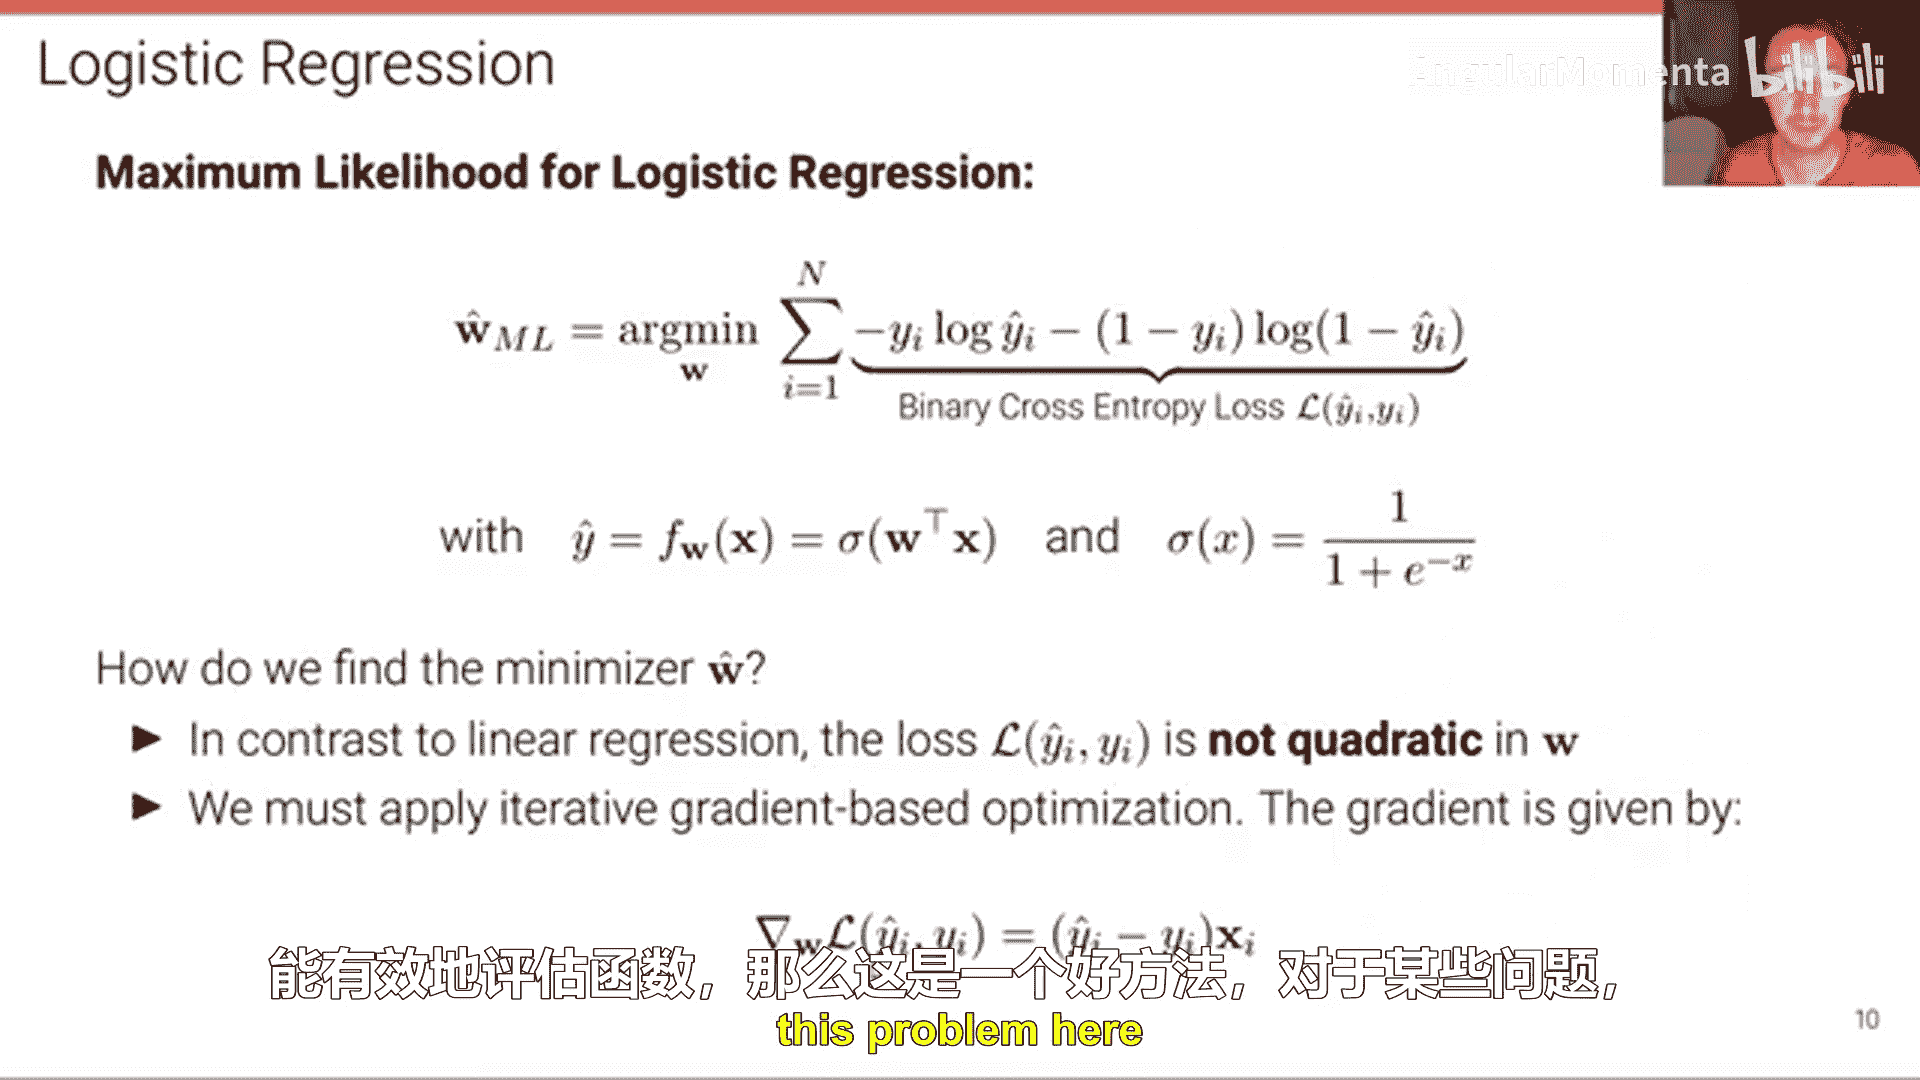 Logistic Regression
AngularMomenta bilibili
Maximum Likelihood for Logistic Regression:
ŵ_ML = argmin_w ∑_{i=1}^{N} −y_i log ŷ_i − (1 − y_i) log(1 − ŷ_i)
Binary Cross Entropy Loss ℒ(ŷ_i, y_i)
with ŷ = f_w(x) = σ(w^⊤x) and σ(x) = 1 / (1 + e^{−x})
How do we find the minimizer ŵ?
► In contrast to linear regression, the loss ℒ(ŷ_i, y_i) is not quadratic in w
► We must apply iterative gradient-based optimization. The gradient is given by:
∇_w ℒ(ŷ_i, y_i) = (ŷ_i − y_i)x_i
能有效地评估函数，那么这是一个好方法，对于某些问题，
this problem here
10